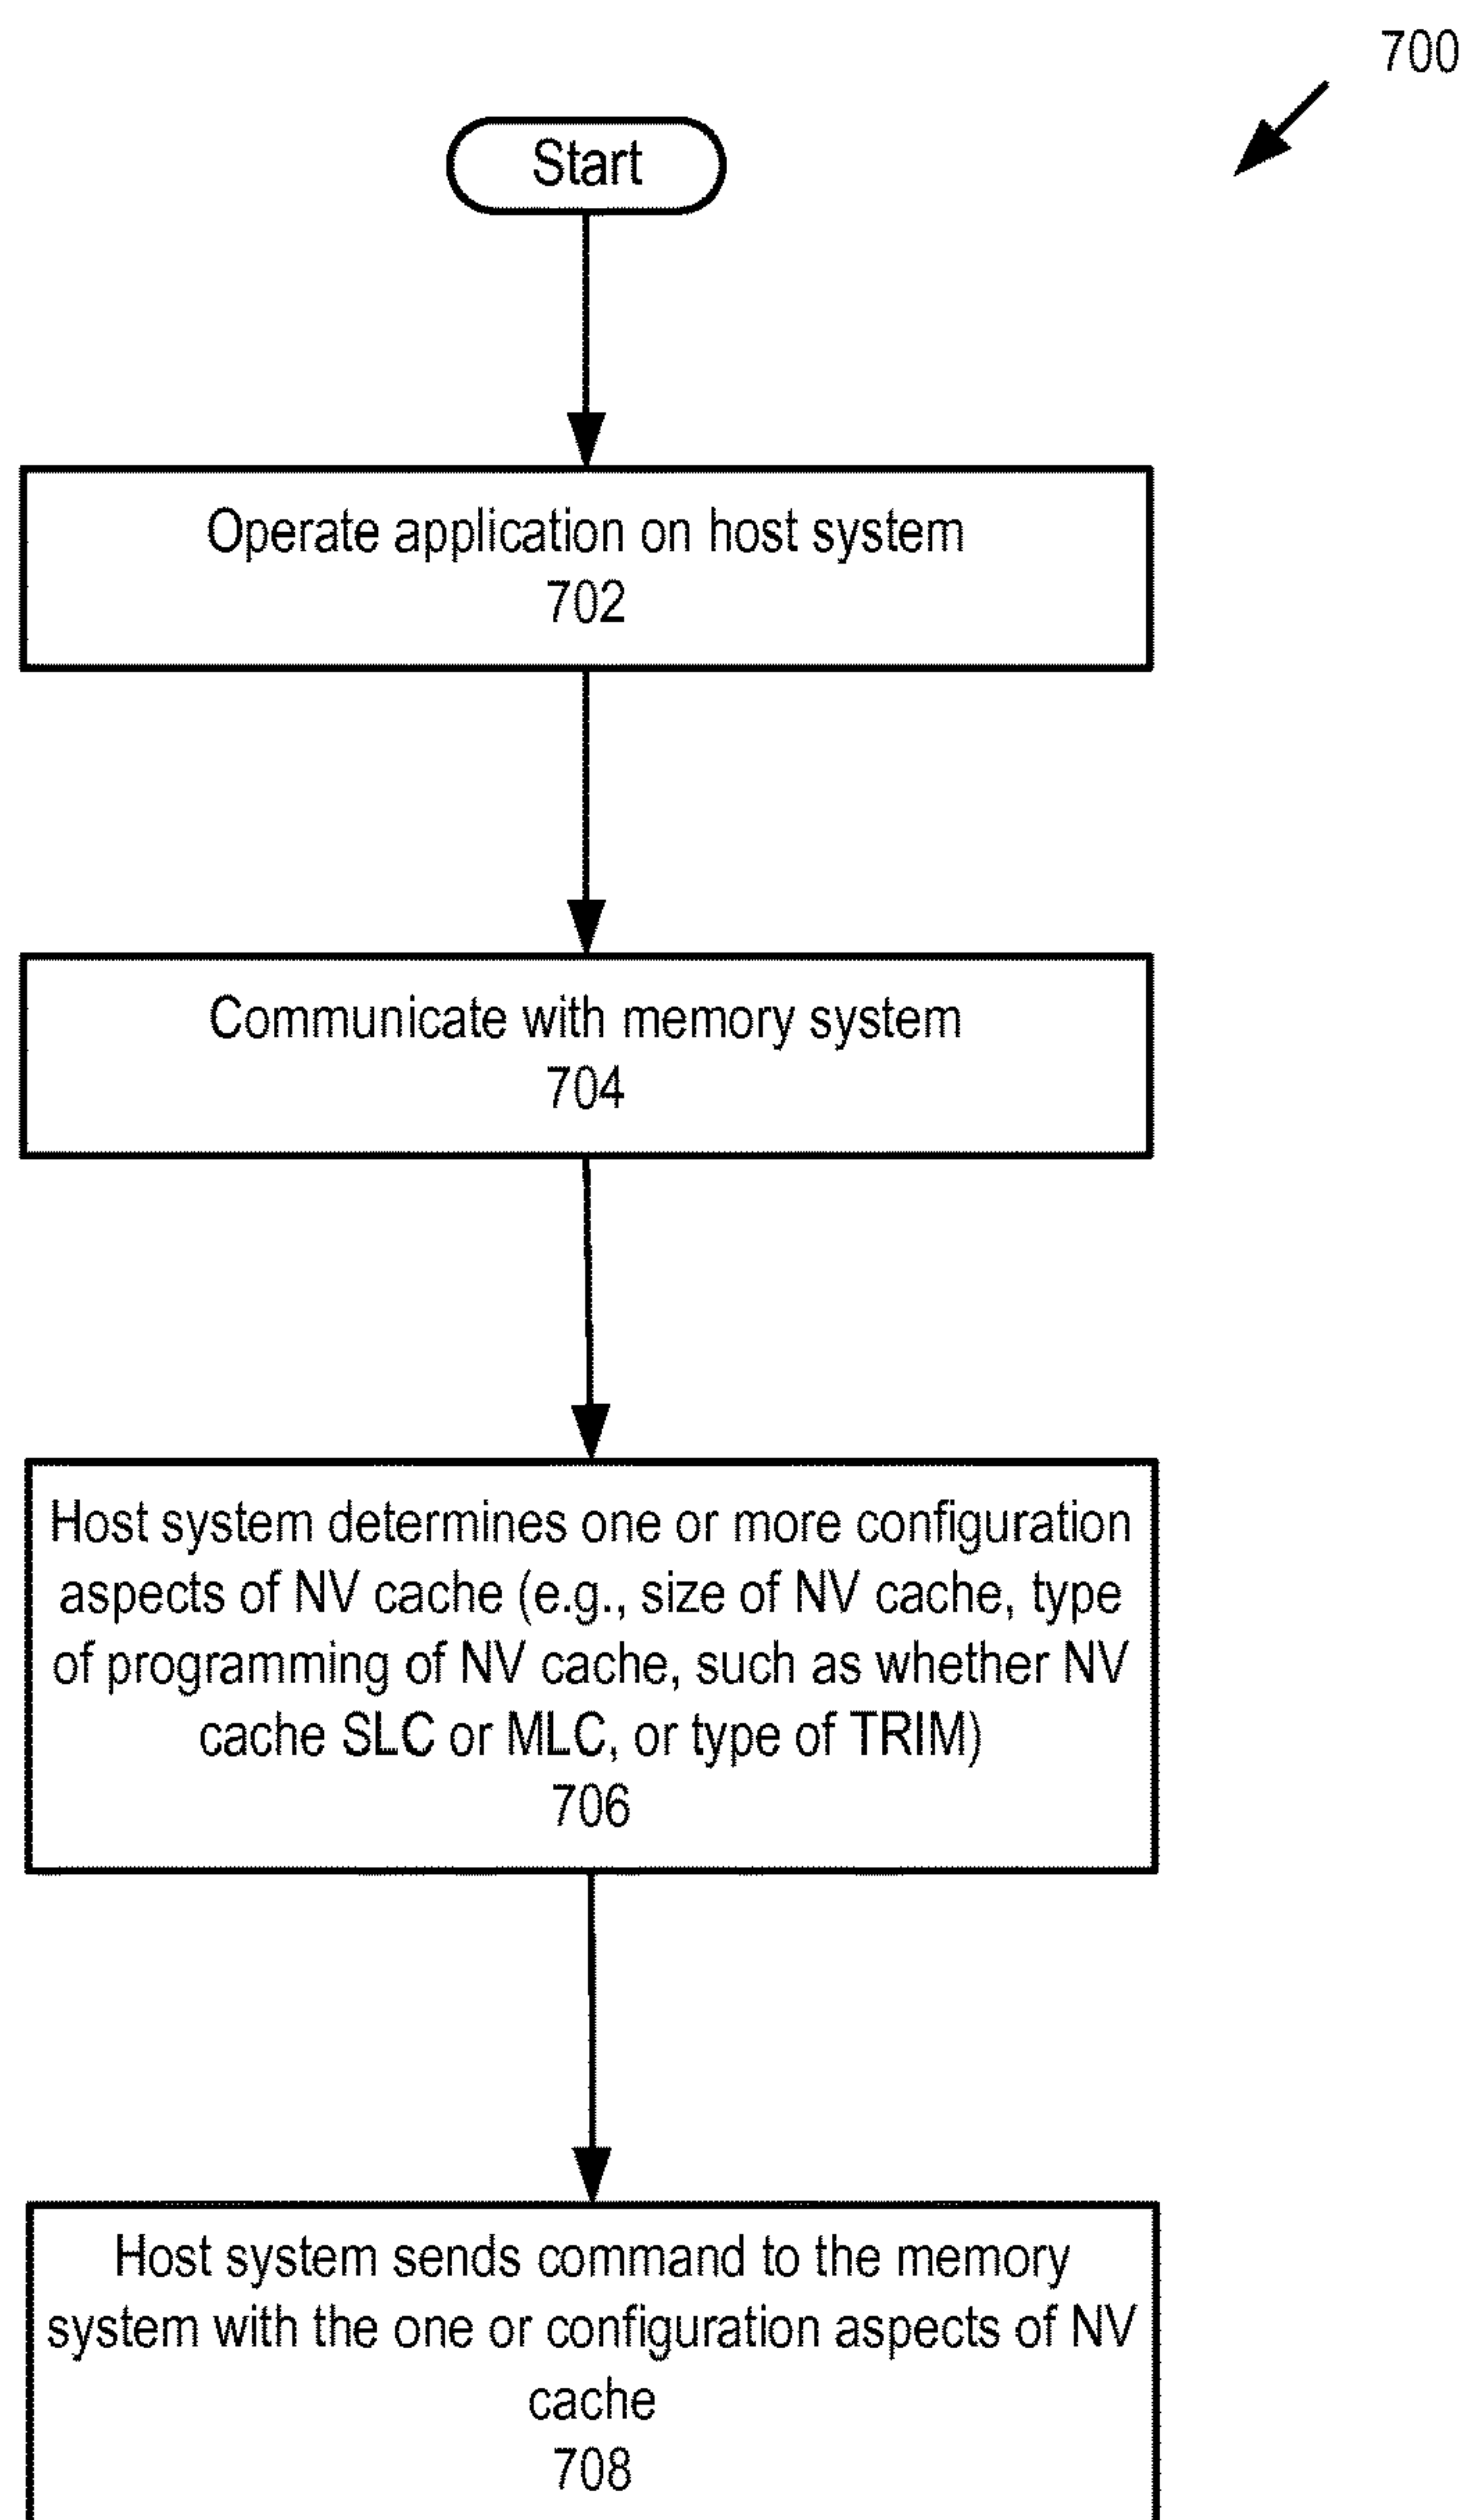 700
Start
Operate application on host system
702
Communicate with memory system
704
Host system determines one or more configuration
aspects of NV cache (e.g., size of NV cache, type
of programming of NV cache, such as whether NV
cache SLC or MLC, or type of TRIM)
706
Host system sends command to the memory
system with the one or configuration aspects of NV
cache
708